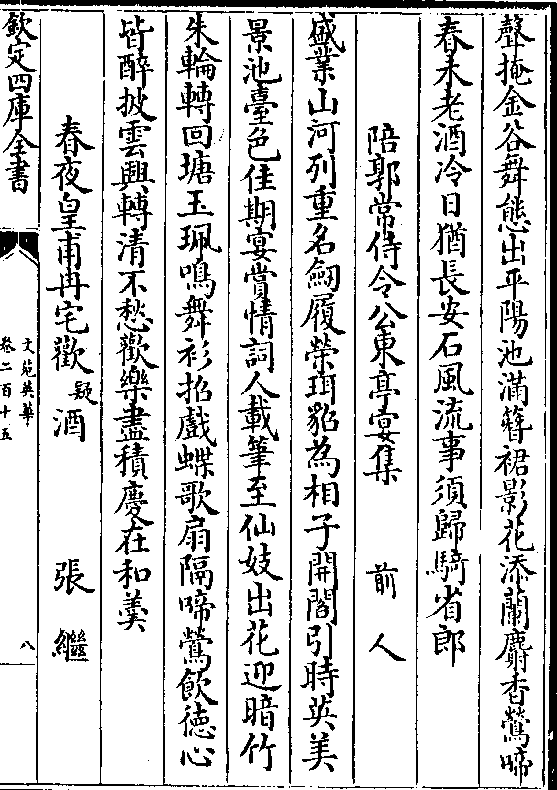 聲掩金谷舞態出平陽池滿簪裙影花添蘭麝香鶯啼
春未老酒冷日猶長安石風流事須歸騎省郎
陪郭常侍令公東亭宴集　前人
盛業山河列重名劒履榮珥貂為相子開閤引時英美
景池臺色佳期宴賞情詞人載筆至仙妓出花迎暗竹
朱輪轉回塘玉珮鳴舞衫招戲蝶歌扇隔啼鶯飲德心
皆醉披雲興轉清不愁歡樂盡積慶在和羮
春夜皇甫冉宅歡疑酒　張繼
欽定四庫全書
文苑英華
卷二百十五
八